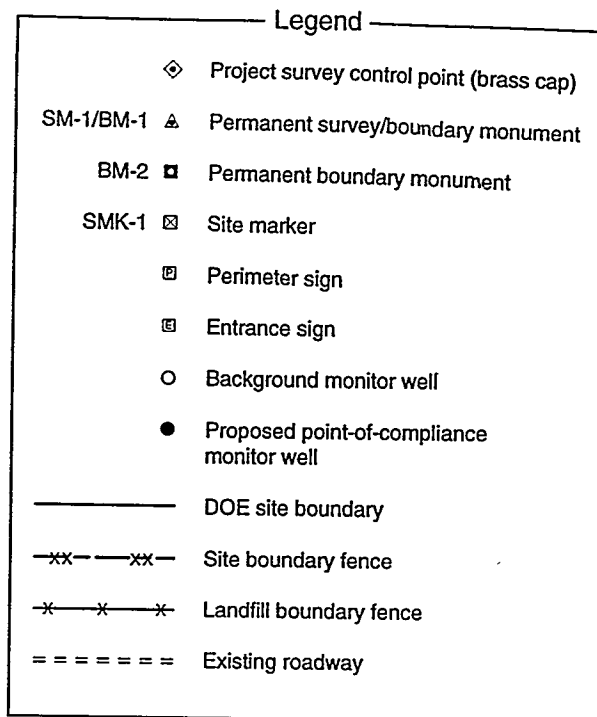 Legend
Project survey control point (brass cap)
SM-1/BM-1 Permanent survey/boundary monument
BM-2 Permanent boundary monument
SMK-1 Site marker
P Perimeter sign
E Entrance sign
Background monitor well
Proposed point-of-compliance
monitor well
DOE site boundary
XX XX Site boundary fence
X X X Landfill boundary fence
Existing roadway